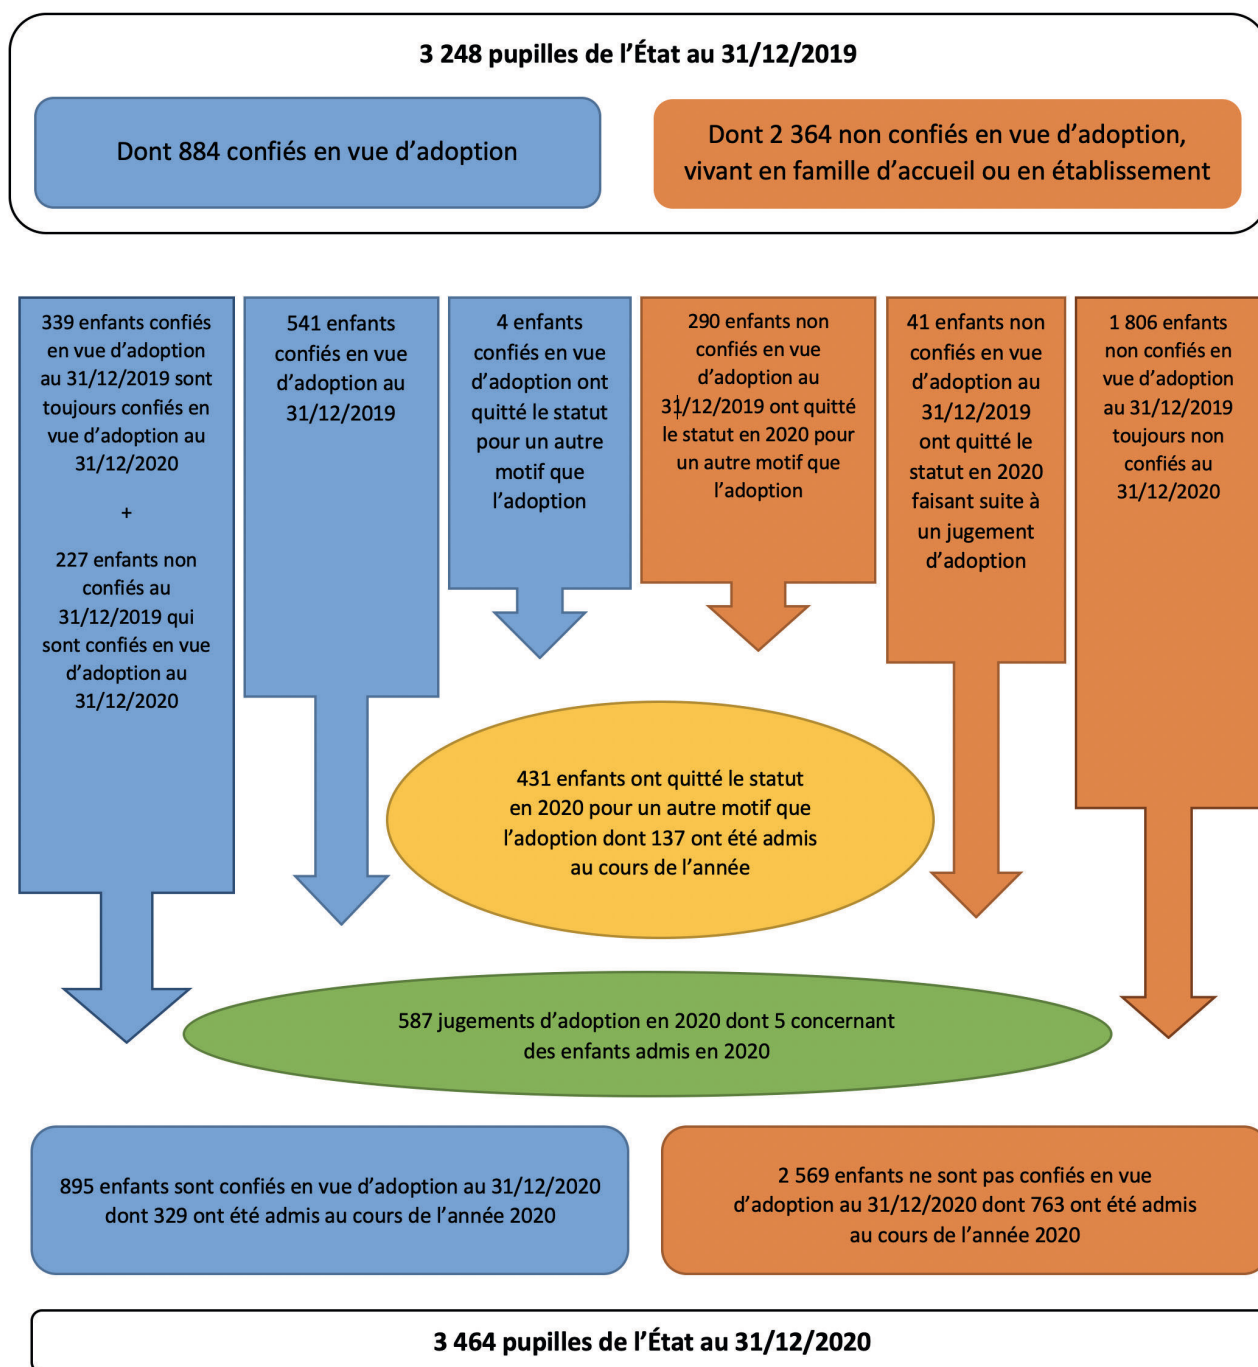 3 248 pupilles de l’État au 31/12/2019
Dont 884 confiés en vue d’adoption
Dont 2 364 non confiés en vue d’adoption,
vivant en famille d’accueil ou en établissement
339 enfants confiés
en vue d’adoption
au 31/12/2019 sont
toujours confiés en
vue d’adoption au
31/12/2020
+
227 enfants non
confiés au
31/12/2019 qui
sont confiés en vue
d’adoption au
31/12/2020
541 enfants
confiés en vue
d’adoption au
31/12/2019
4 enfants
confiés en vue
d’adoption ont
quitté le statut
pour un autre
motif que
l’adoption
290 enfants non
confiés en vue
d’adoption au
31/12/2019 ont quitté
le statut en 2020 pour
un autre motif que
l’adoption
41 enfants non
confiés en vue
d’adoption au
31/12/2019
ont quitté le
statut en 2020
faisant suite à
un jugement
d’adoption
1 806 enfants
non confiés en
vue d’adoption
au 31/12/2019
toujours non
confiés au
31/12/2020
431 enfants ont quitté le statut
en 2020 pour un autre motif que
l’adoption dont 137 ont été admis
au cours de l’année
587 jugements d’adoption en 2020 dont 5 concernant
des enfants admis en 2020
895 enfants sont confiés en vue d’adoption au 31/12/2020
dont 329 ont été admis au cours de l’année 2020
2 569 enfants ne sont pas confiés en vue
d’adoption au 31/12/2020 dont 763 ont été admis
au cours de l’année 2020
3 464 pupilles de l’État au 31/12/2020